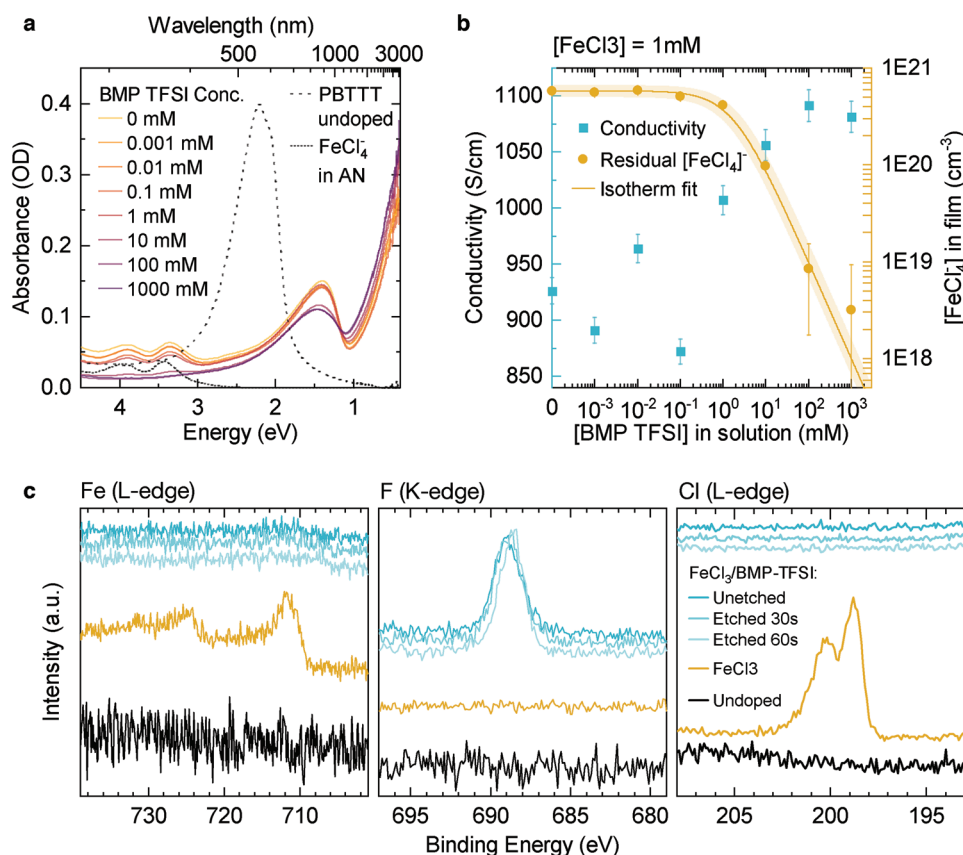 a
Wavelength (nm)
500
1000
3000
0.4
0.3
0.2
0.1
0.0
Absorbance (OD)
BMP TFSI Conc.
0 mM
0.001 mM
0.01 mM
0.1 mM
1 mM
10 mM
100 mM
1000 mM
PBTTT
undoped
FeCl₄⁻
in AN
4
3
2
1
Energy (eV)
b
[FeCl3] = 1mM
1100
1050
1000
950
900
850
Conductivity (S/cm)
Conductivity
Residual [FeCl₄]⁻
Isotherm fit
1E21
1E20
1E19
1E18
[FeCl₄⁻] in film (cm⁻³)
0
10⁻³
10⁻²
10⁻¹
10⁰
10¹
10²
10³
[BMP TFSI] in solution (mM)
c
Fe (L-edge)
F (K-edge)
Cl (L-edge)
Intensity (a.u.)
FeCl₃/BMP-TFSI:
Unetched
Etched 30s
Etched 60s
FeCl3
Undoped
730
720
710
695
690
685
680
205
200
195
Binding Energy (eV)